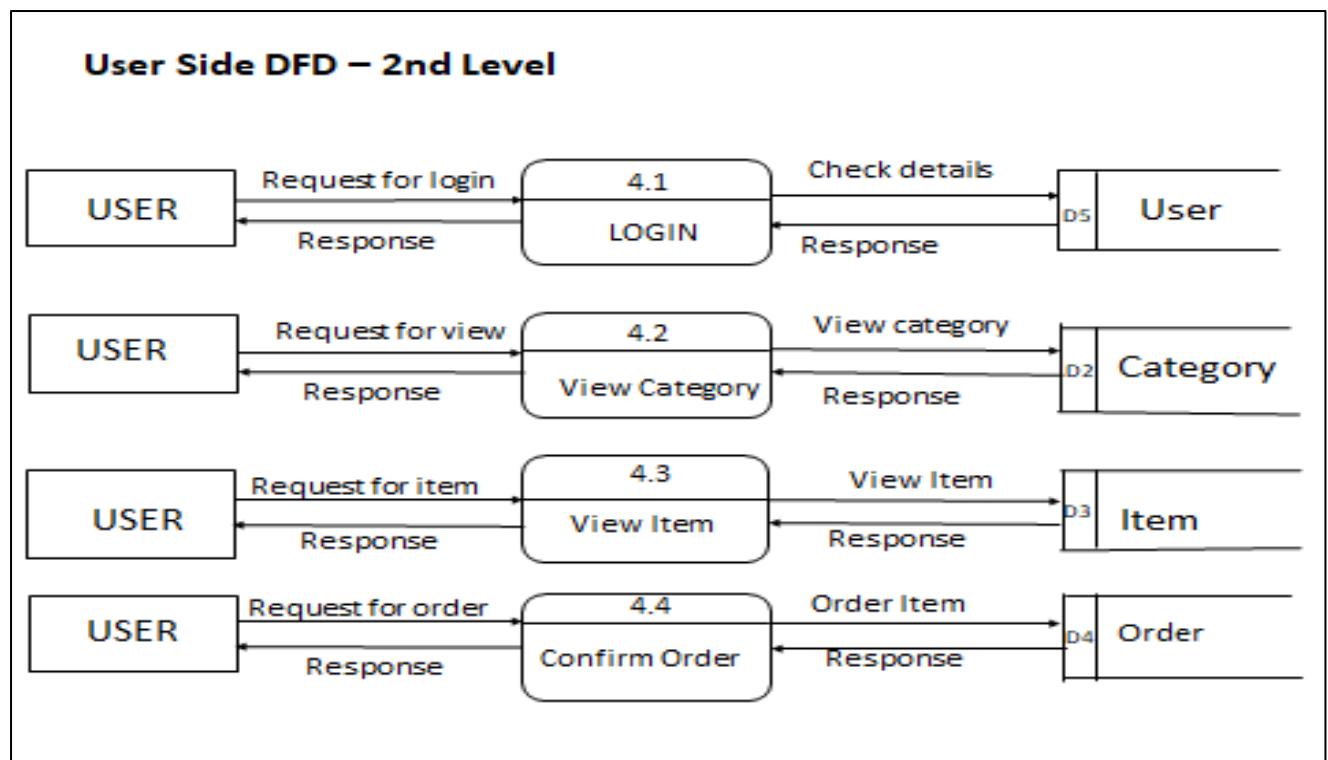 User Side DFD – 2nd Level
USER
Request for login
Response
4.1
LOGIN
Check details
Response
D5
User
USER
Request for view
Response
4.2
View Category
View category
Response
D2
Category
USER
Request for item
Response
4.3
View Item
View Item
Response
D3
Item
USER
Request for order
Response
4.4
Confirm Order
Order Item
Response
D4
Order